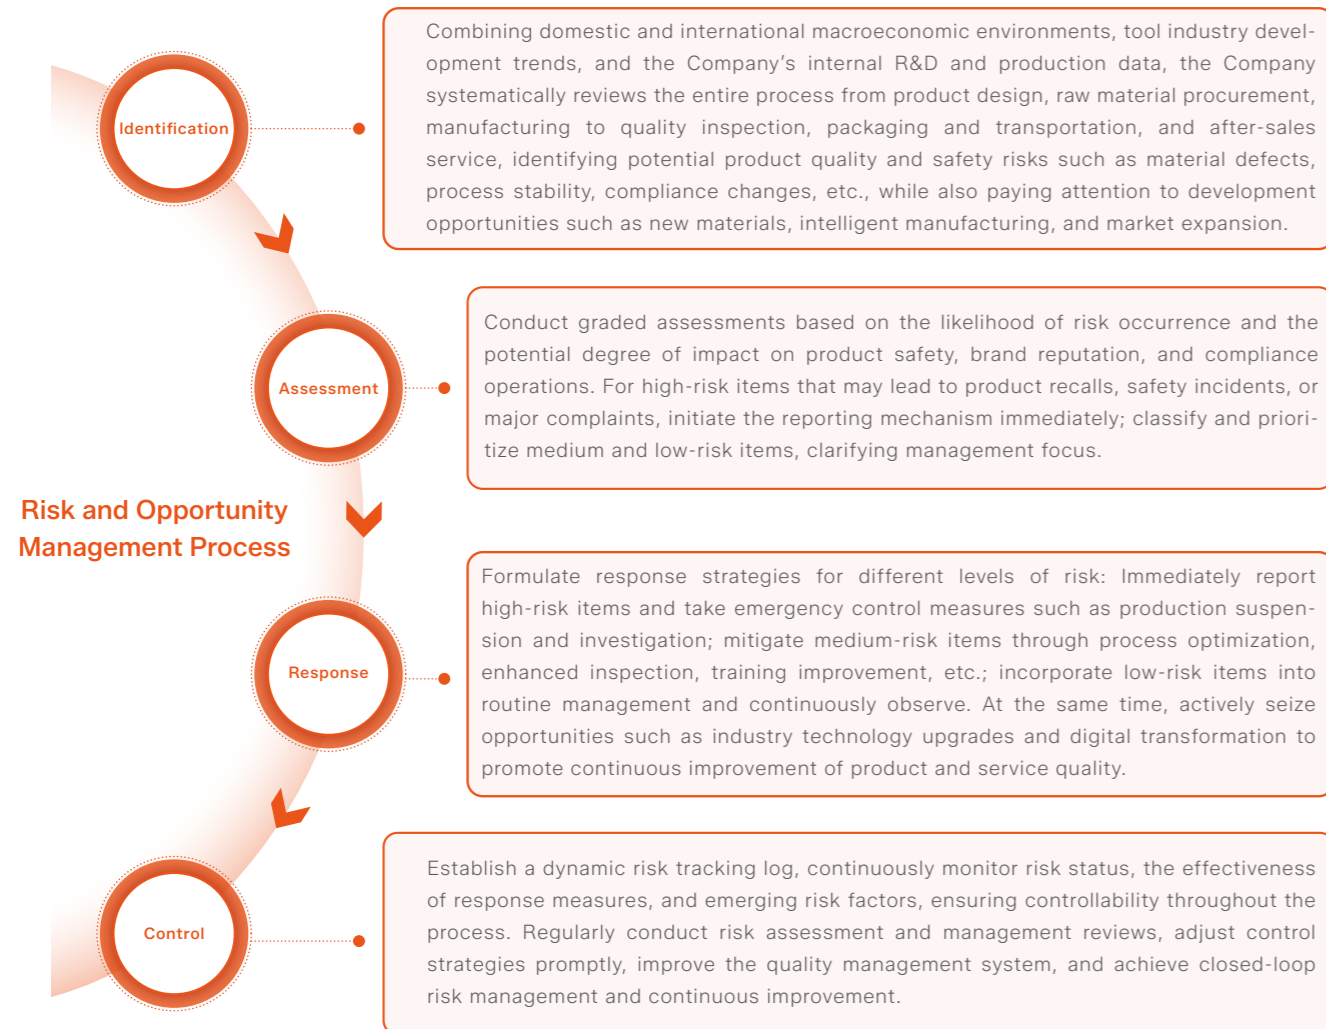 Combining domestic and international macroeconomic environments, tool industry devel-
opment trends, and the Company’s internal R&D and production data, the Company
systematically reviews the entire process from product design, raw material procurement,
manufacturing to quality inspection, packaging and transportation, and after-sales
service, identifying potential product quality and safety risks such as material defects,
process stability, compliance changes, etc., while also paying attention to development
opportunities such as new materials, intelligent manufacturing, and market expansion.
Identification
Conduct graded assessments based on the likelihood of risk occurrence and the
potential degree of impact on product safety, brand reputation, and compliance
operations. For high-risk items that may lead to product recalls, safety incidents, or
major complaints, initiate the reporting mechanism immediately; classify and priori-
tize medium and low-risk items, clarifying management focus.
Assessment
Risk and Opportunity
Management Process
Formulate response strategies for different levels of risk: Immediately report
high-risk items and take emergency control measures such as production suspen-
sion and investigation; mitigate medium-risk items through process optimization,
enhanced inspection, training improvement, etc.; incorporate low-risk items into
routine management and continuously observe. At the same time, actively seize
opportunities such as industry technology upgrades and digital transformation to
promote continuous improvement of product and service quality.
Response
Establish a dynamic risk tracking log, continuously monitor risk status, the effectiveness
of response measures, and emerging risk factors, ensuring controllability throughout the
process. Regularly conduct risk assessment and management reviews, adjust control
strategies promptly, improve the quality management system, and achieve closed-loop
risk management and continuous improvement.
Control